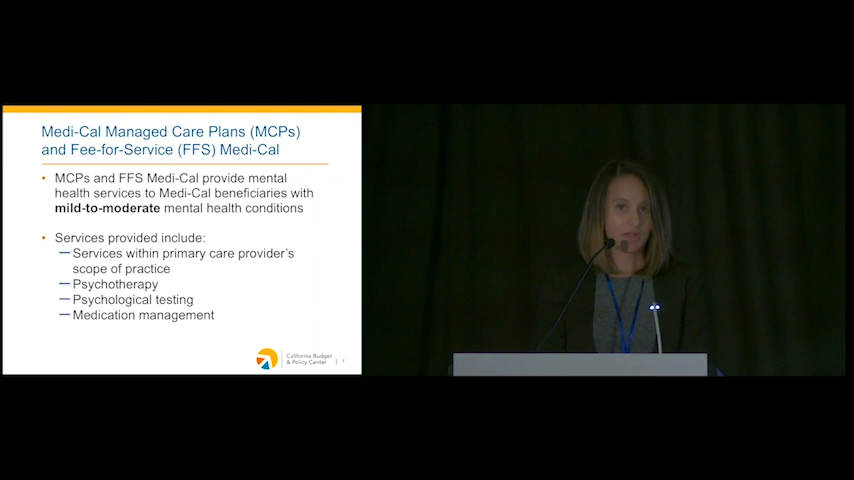 Medi-Cal Managed Care Plans (MCPs)
and Fee-for-Service (FFS) Medi-Cal
• MCPs and FFS Medi-Cal provide mental
health services to Medi-Cal beneficiaries with
mild-to-moderate mental health conditions
• Services provided include:
— Services within primary care provider's
scope of practice
— Psychotherapy
— Psychological testing
— Medication management
California Budget
& Policy Center